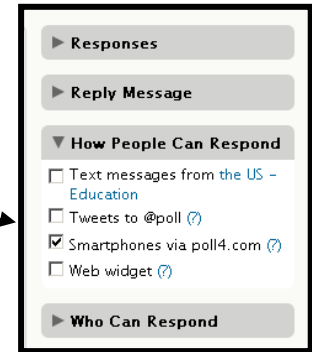 Responses
Reply Message
How People Can Respond
Text messages from the US -
Education
Tweets to @poll (?)
Smartphones via poll4.com (?)
Web widget (?)
Who Can Respond